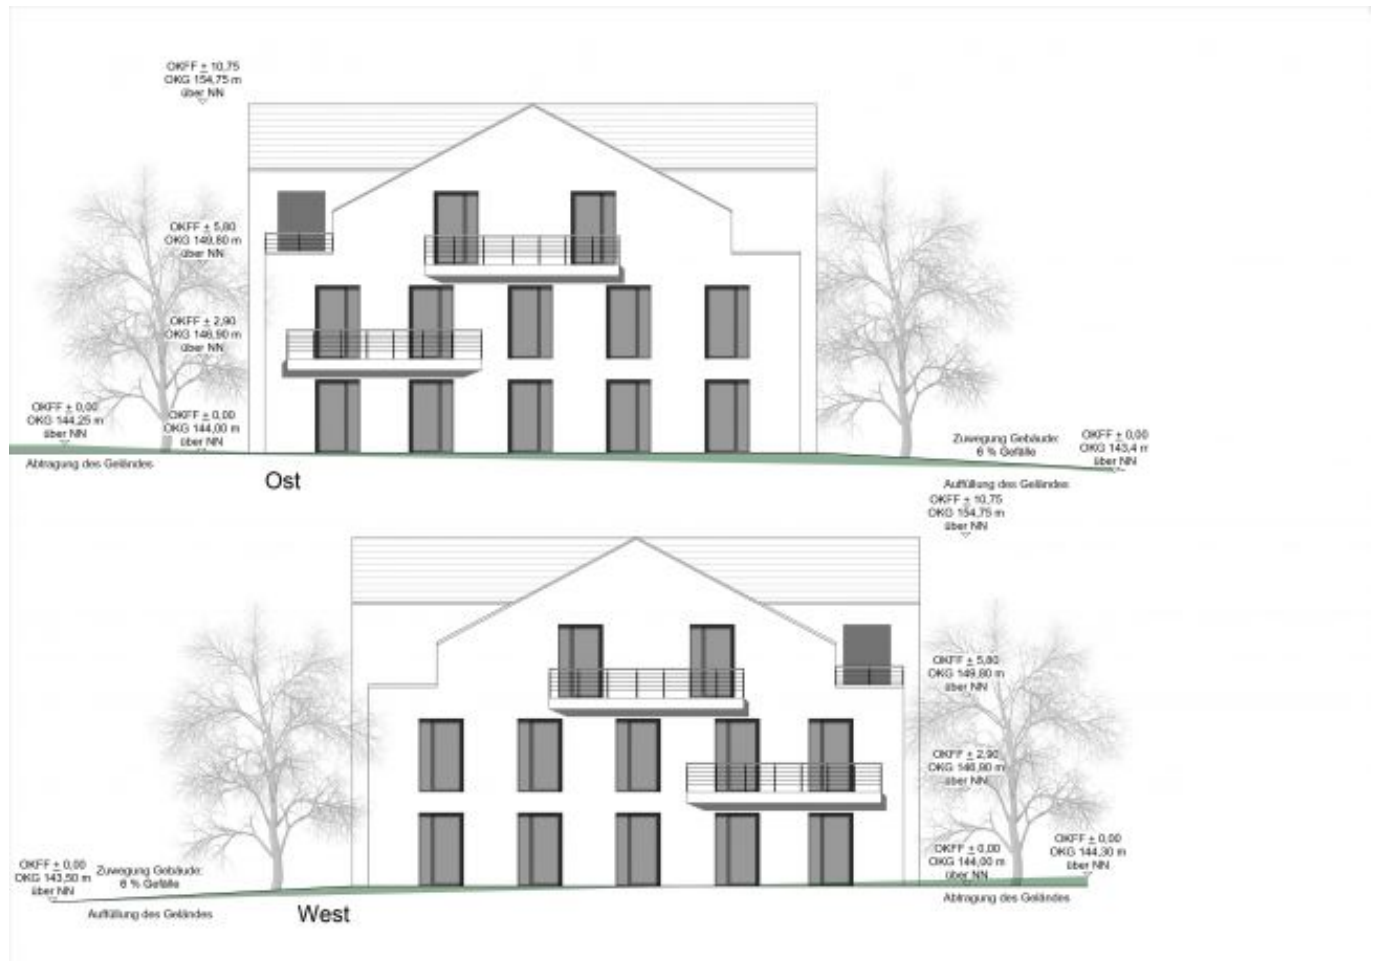 OKFF ± 10,75
OKG 154,75 m
über NN
OKFF ± 5,80
OKG 149,80 m
über NN
OKFF ± 2,90
OKG 146,90 m
über NN
OKFF ± 0,00
OKG 144,25 m
über NN
OKFF ± 0,00
OKG 144,00 m
über NN
Abtragung des Geländes
Ost
Zuwegung Gebäude:
6 % Gefälle
OKFF ± 0,00
OKG 143,4 m
über NN
Auffüllung des Geländes
OKFF ± 10,75
OKG 154,75 m
über NN
OKFF ± 5,80
OKG 149,80 m
über NN
OKFF ± 2,90
OKG 146,90 m
über NN
OKFF ± 0,00
OKG 144,00 m
über NN
OKFF ± 0,00
OKG 144,30 m
über NN
Abtragung des Geländes
OKFF ± 0,00
OKG 143,50 m
über NN
Zuwegung Gebäude:
6 % Gefälle
Auffüllung des Geländes
West